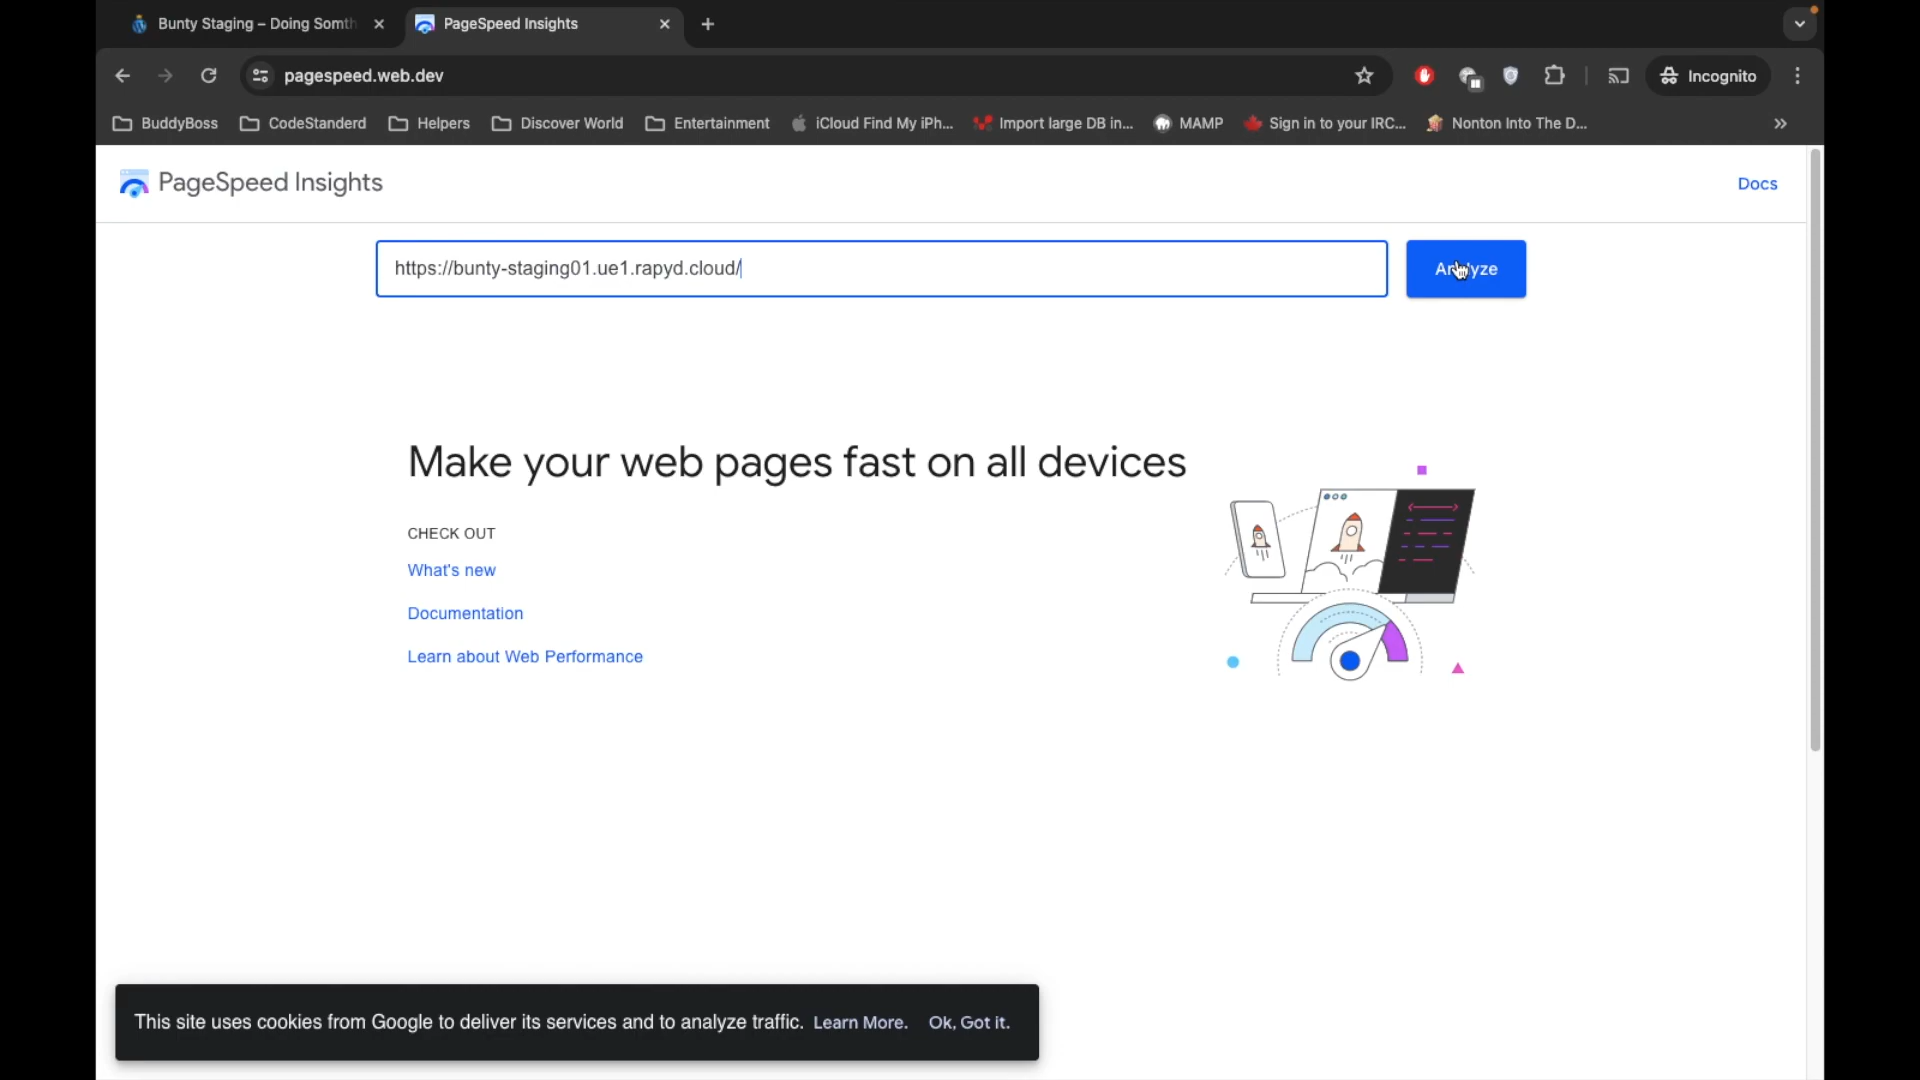 Bunty Staging – Doing Somth
PageSpeed Insights
pagespeed.web.dev
Incognito
BuddyBoss
CodeStanderd
Helpers
Discover World
Entertainment
iCloud Find My iPh...
Import large DB in...
MAMP
Sign in to your IRC...
Nonton Into The D...
PageSpeed Insights
Docs
https://bunty-staging01.ue1.rapyd.cloud/
Analyze
Make your web pages fast on all devices
CHECK OUT
What's new
Documentation
Learn about Web Performance
This site uses cookies from Google to deliver its services and to analyze traffic. Learn More. Ok, Got it.